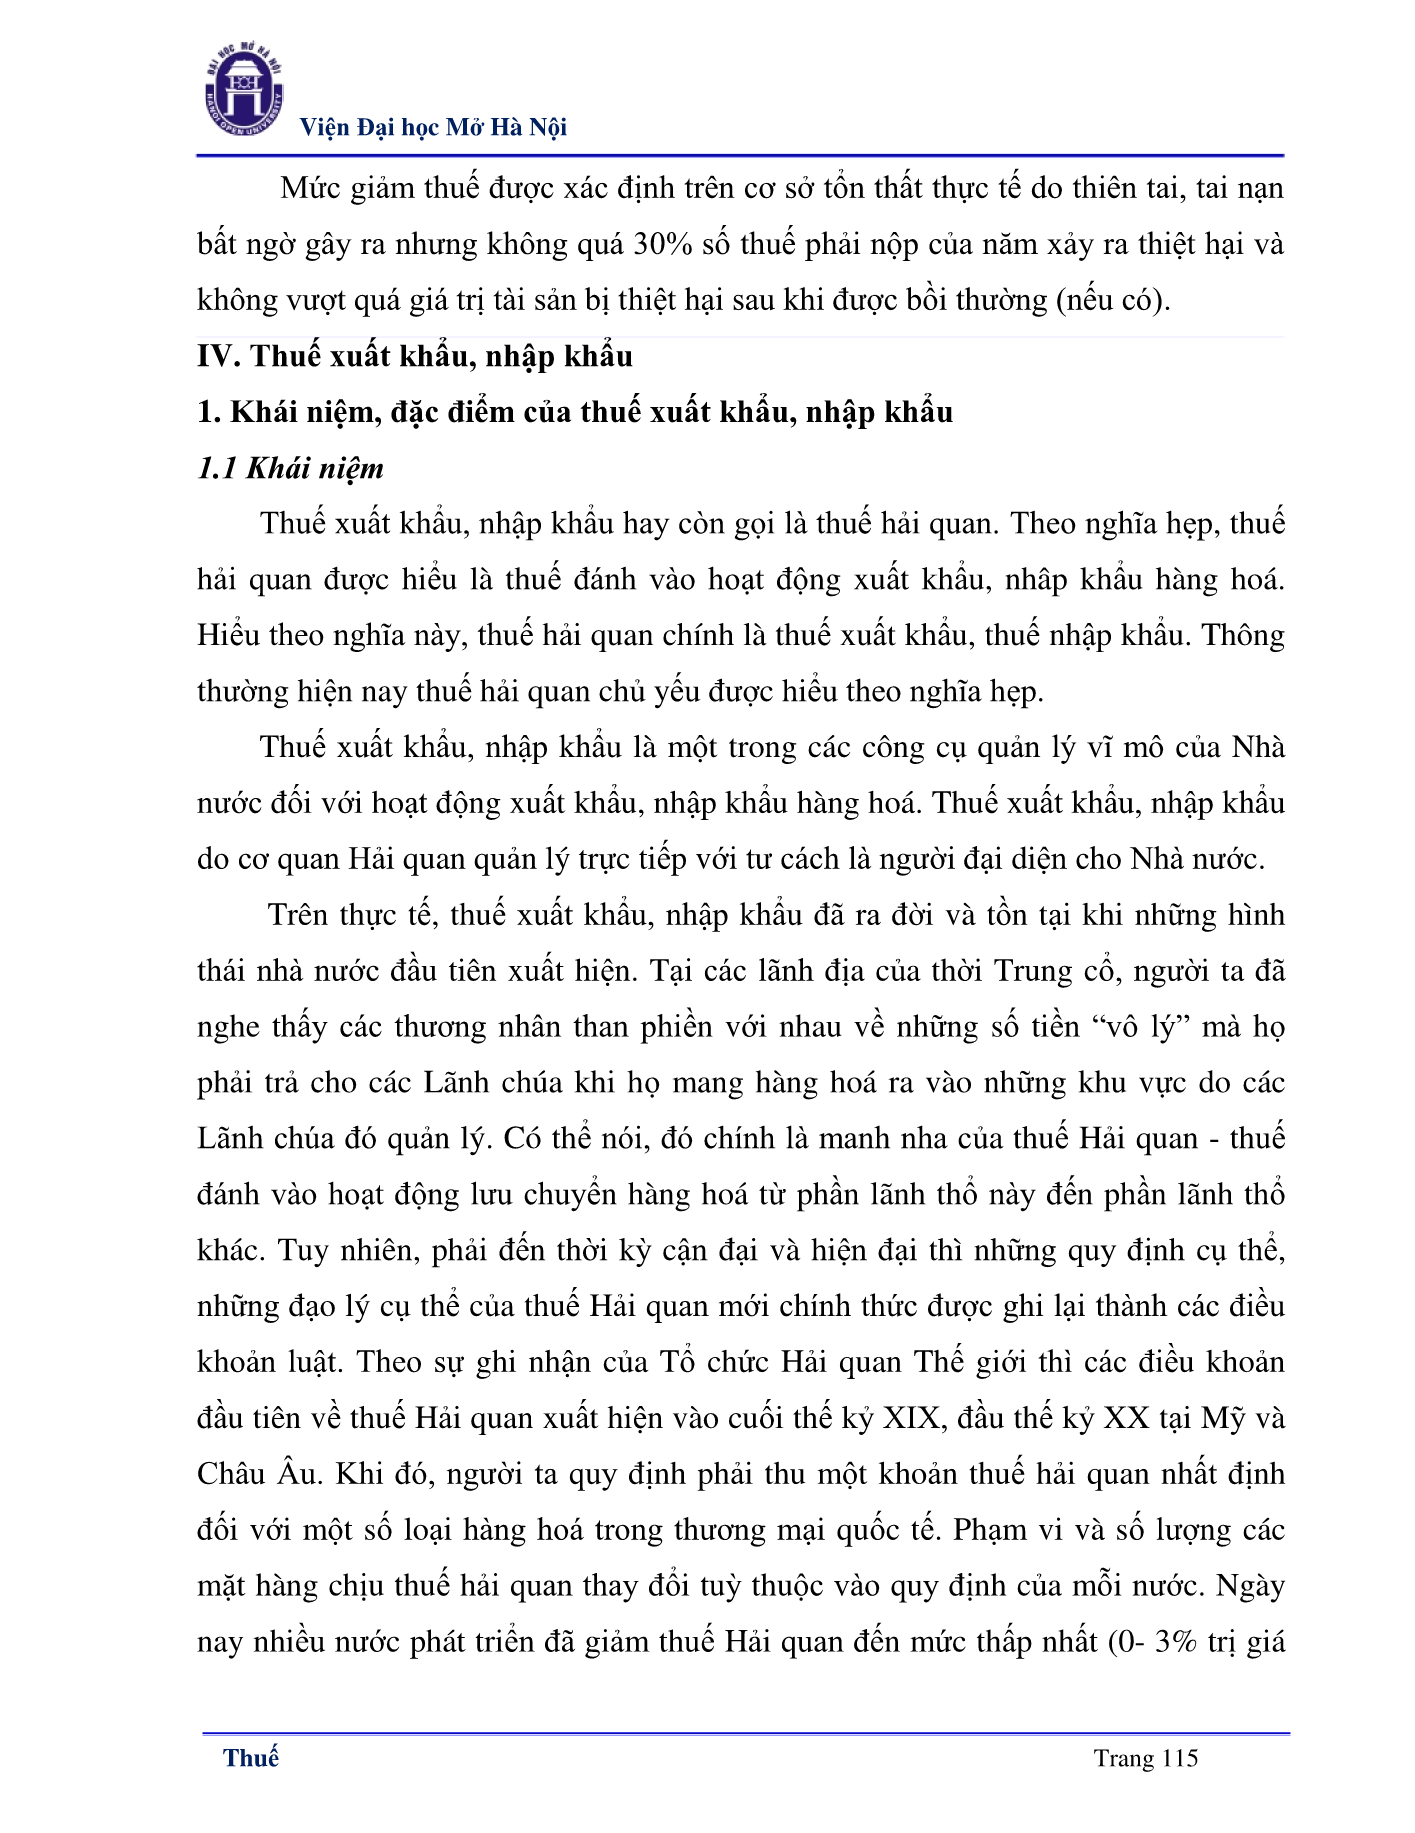 ĐẠI HỌC MỞ HÀ NỘI
HANOI OPEN UNIVERSITY
Viện Đại học Mở Hà Nội
Mức giảm thuế được xác định trên cơ sở tổn thất thực tế do thiên tai, tai nạn
bất ngờ gây ra nhưng không quá 30% số thuế phải nộp của năm xảy ra thiệt hại và
không vượt quá giá trị tài sản bị thiệt hại sau khi được bồi thường (nếu có).
IV. Thuế xuất khẩu, nhập khẩu
1. Khái niệm, đặc điểm của thuế xuất khẩu, nhập khẩu
1.1 Khái niệm
Thuế xuất khẩu, nhập khẩu hay còn gọi là thuế hải quan. Theo nghĩa hẹp, thuế
hải quan được hiểu là thuế đánh vào hoạt động xuất khẩu, nhâp khẩu hàng hoá.
Hiểu theo nghĩa này, thuế hải quan chính là thuế xuất khẩu, thuế nhập khẩu. Thông
thường hiện nay thuế hải quan chủ yếu được hiểu theo nghĩa hẹp.
Thuế xuất khẩu, nhập khẩu là một trong các công cụ quản lý vĩ mô của Nhà
nước đối với hoạt động xuất khẩu, nhập khẩu hàng hoá. Thuế xuất khẩu, nhập khẩu
do cơ quan Hải quan quản lý trực tiếp với tư cách là người đại diện cho Nhà nước.
Trên thực tế, thuế xuất khẩu, nhập khẩu đã ra đời và tồn tại khi những hình
thái nhà nước đầu tiên xuất hiện. Tại các lãnh địa của thời Trung cổ, người ta đã
nghe thấy các thương nhân than phiền với nhau về những số tiền “vô lý” mà họ
phải trả cho các Lãnh chúa khi họ mang hàng hoá ra vào những khu vực do các
Lãnh chúa đó quản lý. Có thể nói, đó chính là manh nha của thuế Hải quan - thuế
đánh vào hoạt động lưu chuyển hàng hoá từ phần lãnh thổ này đến phần lãnh thổ
khác. Tuy nhiên, phải đến thời kỳ cận đại và hiện đại thì những quy định cụ thể,
những đạo lý cụ thể của thuế Hải quan mới chính thức được ghi lại thành các điều
khoản luật. Theo sự ghi nhận của Tổ chức Hải quan Thế giới thì các điều khoản
đầu tiên về thuế Hải quan xuất hiện vào cuối thế kỷ XIX, đầu thế kỷ XX tại Mỹ và
Châu Âu. Khi đó, người ta quy định phải thu một khoản thuế hải quan nhất định
đối với một số loại hàng hoá trong thương mại quốc tế. Phạm vi và số lượng các
mặt hàng chịu thuế hải quan thay đổi tuỳ thuộc vào quy định của mỗi nước. Ngày
nay nhiều nước phát triển đã giảm thuế Hải quan đến mức thấp nhất (0- 3% trị giá
Thuế
Trang 115